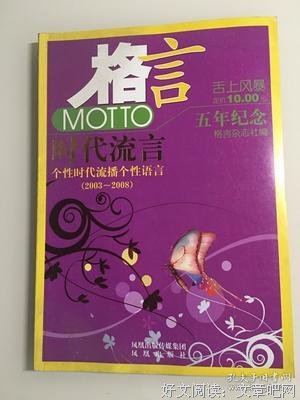 格言
MOTTO
舌上风暴
定价10.00元
五年纪念
格言杂志社编
时代流言
个性时代流播个性语言
(2003~2008)
凤凰出版传媒集团
凤凰出版社
好文阅读:文章吧网